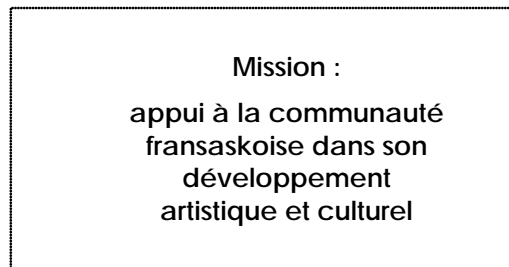 Mission :
appui à la communauté
fransaskoise dans son
développement
artistique et culturel